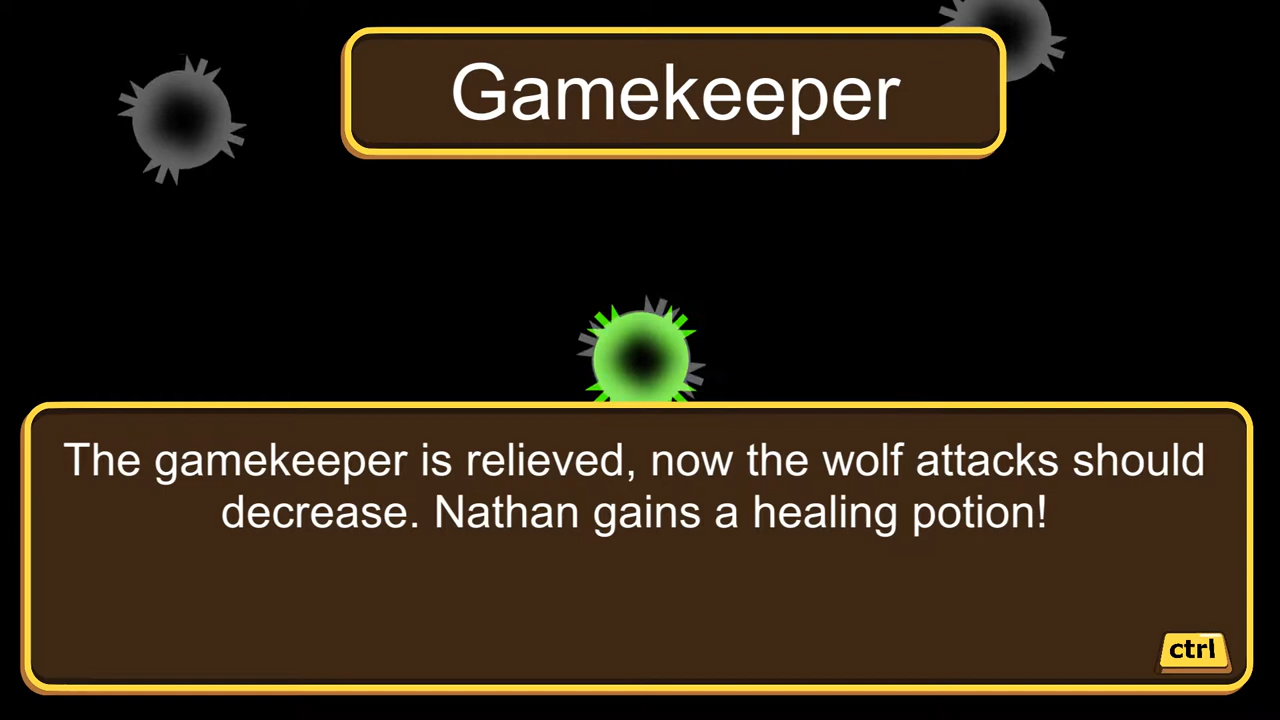 Gamekeeper
The gamekeeper is relieved, now the wolf attacks should
decrease. Nathan gains a healing potion!
ctrl